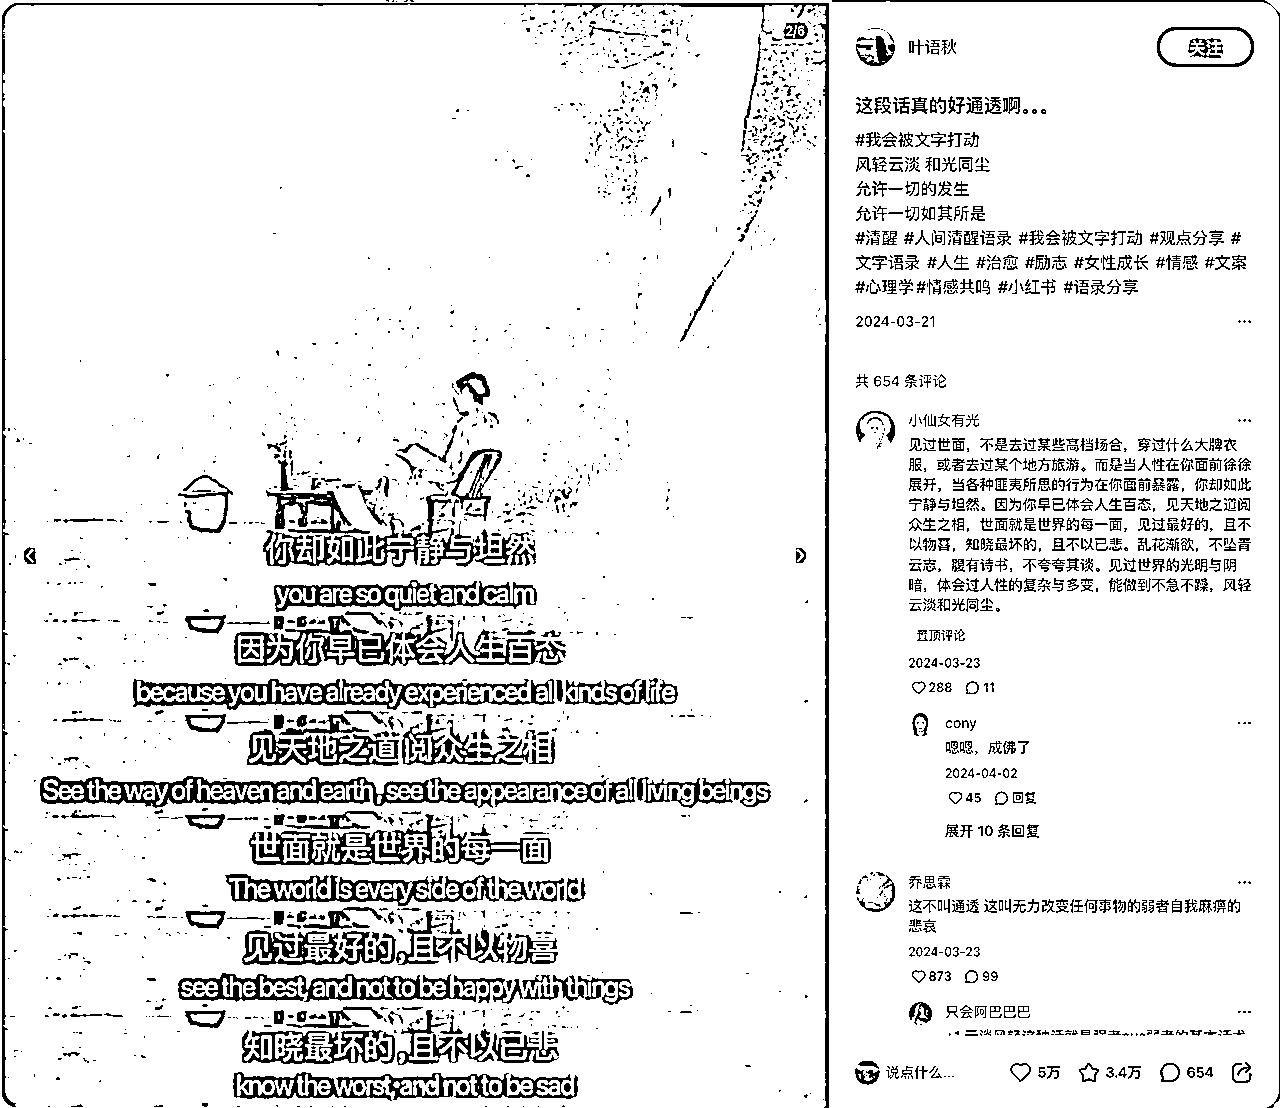 2/6
你却如此宁静与坦然
you are so quiet and calm
因为你早已体会人生百态
because you have already experienced all kinds of life
见天地之道阅众生之相
See the way of heaven and earth, see the appearance of all living beings
世面就是世界的每一面
The world is every side of the world
见过最好的,且不以物喜
see the best, and not to be happy with things
知晓最坏的,且不以己悲
know the worst, and not to be sad
叶语秋
关注
这段话真的好通透啊。。。
#我会被文字打动
风轻云淡 和光同尘
允许一切的发生
允许一切如其所是
#清醒 #人间清醒语录 #我会被文字打动 #观点分享 #
文字语录 #人生 #治愈 #励志 #女性成长 #情感 #文案
#心理学#情感共鸣 #小红书 #语录分享
2024-03-21
共 654 条评论
小仙女有光
见过世面，不是去过某些高档场合，穿过什么大牌衣
服，或者去过某个地方旅游。而是当人性在你面前徐徐
展开，当各种匪夷所思的行为在你面前暴露，你却如此
宁静与坦然。因为你早已体会人生百态，见天地之道阅
众生之相，世面就是世界的每一面，见过最好的，且不
以物喜，知晓最坏的，且不以己悲。乱花渐欲，不坠青
云志，腹有诗书，不夸夸其谈。见过世界的光明与阴
暗，体会过人性的复杂与多变，能做到不急不躁，风轻
云淡和光同尘。
置顶评论
2024-03-23
288 11
cony
嗯嗯，成佛了
2024-04-02
45 回复
展开 10 条回复
乔思霖
这不叫通透 这叫无力改变任何事物的弱者自我麻痹的
悲哀
2024-03-23
873 99
只会阿巴巴巴
说点什么...
5万 3.4万 654